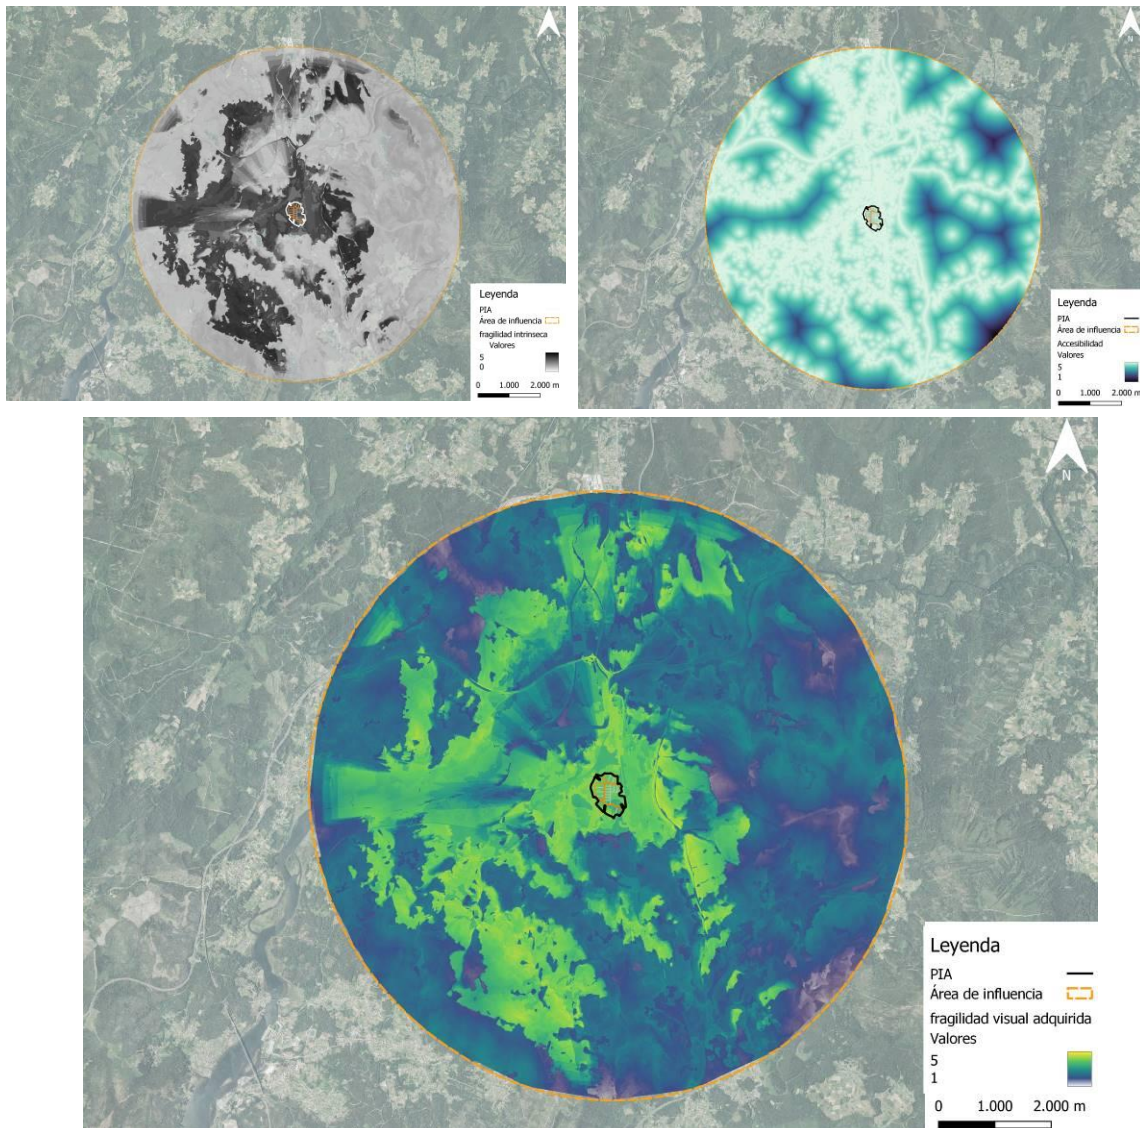 N
Leyenda
PIA
Área de influencia
fragilidad intrínseca
Valores
5
0
0 1.000 2.000 m
N
Leyenda
PIA
Área de influencia
Accesibilidad
Valores
5
1
0 1.000 2.000 m
N
Leyenda
PIA
Área de influencia
fragilidad visual adquirida
Valores
5
1
0 1.000 2.000 m